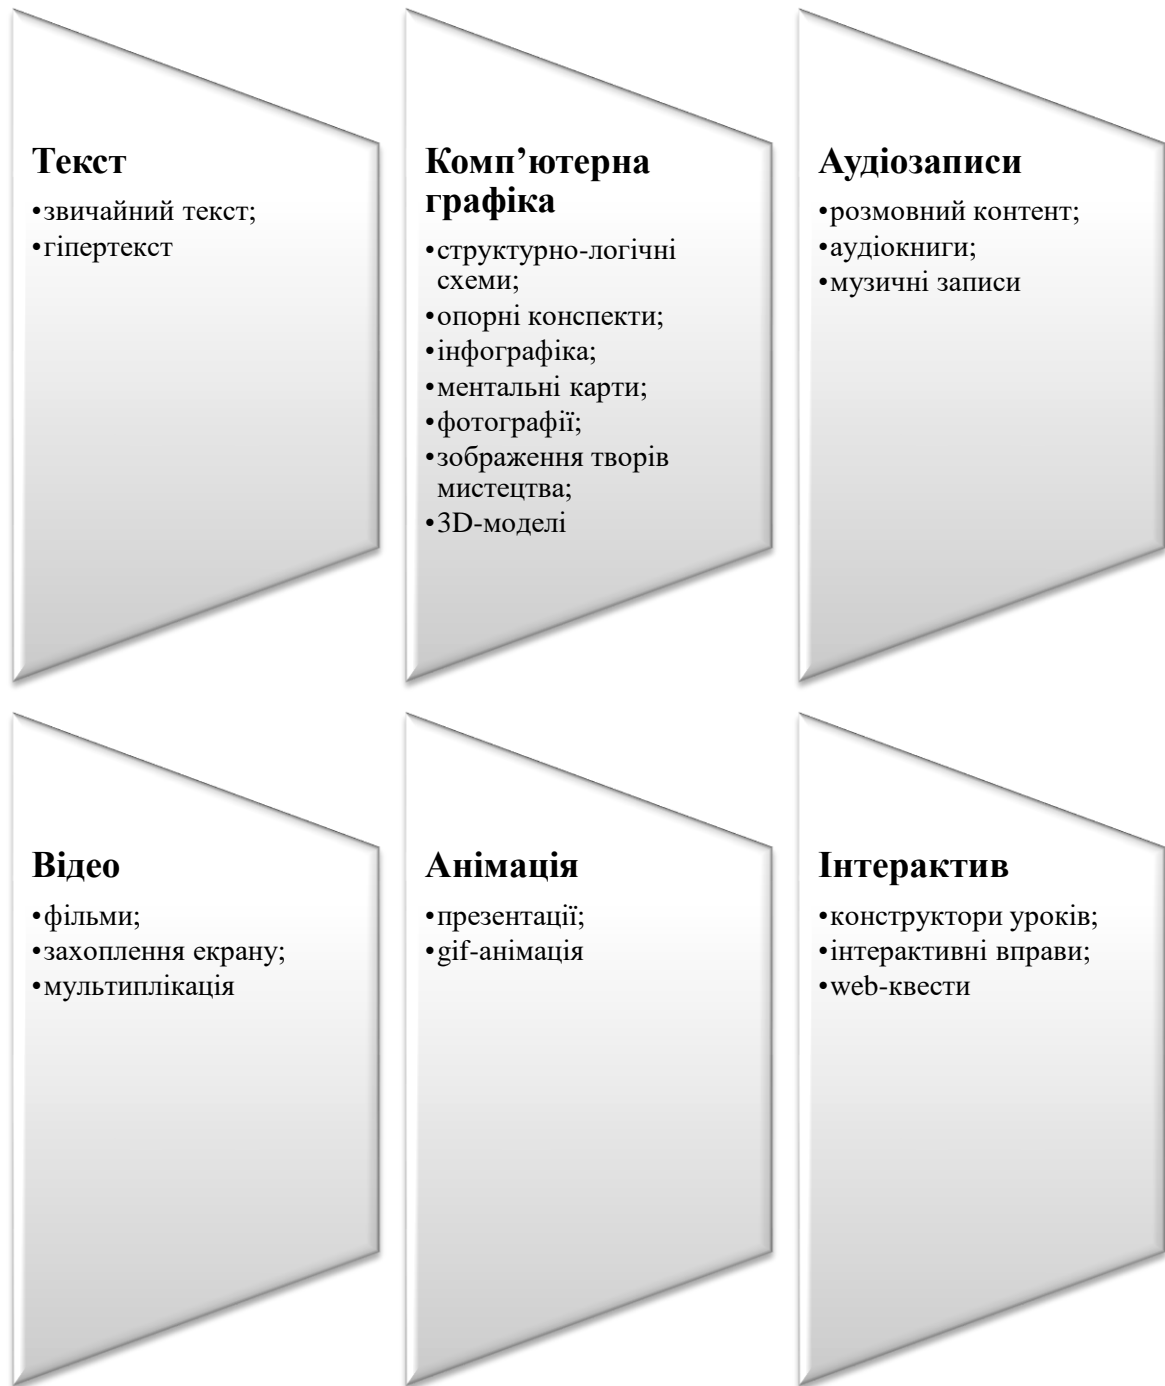 Текст
•звичайний текст;
•гіпертекст
Комп’ютерна
графіка
•структурно-логічні
схеми;
•опорні конспекти;
•інфографіка;
•ментальні карти;
•фотографії;
•зображення творів
мистецтва;
•3D-моделі
Аудіозаписи
•розмовний контент;
•аудіокниги;
•музичні записи
Відео
•фільми;
•захоплення екрану;
•мультиплікація
Анімація
•презентації;
•gif-анімація
Інтерактив
•конструктори уроків;
•інтерактивні вправи;
•web-квести